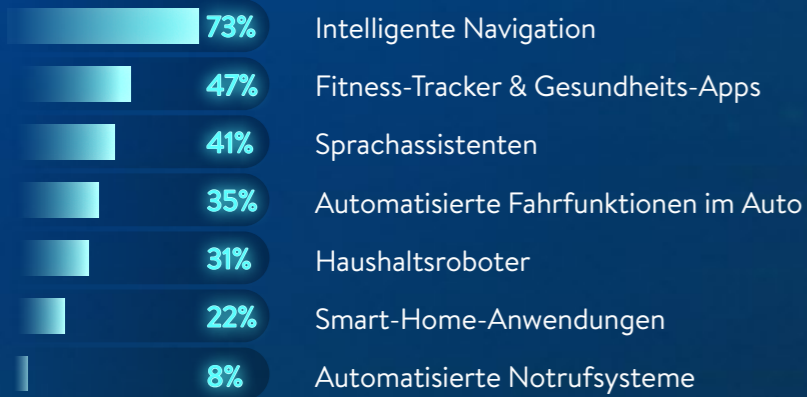 73% Intelligente Navigation
47% Fitness-Tracker & Gesundheits-Apps
41% Sprachassistenten
35% Automatisierte Fahrfunktionen im Auto
31% Haushaltsroboter
22% Smart-Home-Anwendungen
8% Automatisierte Notrufsysteme